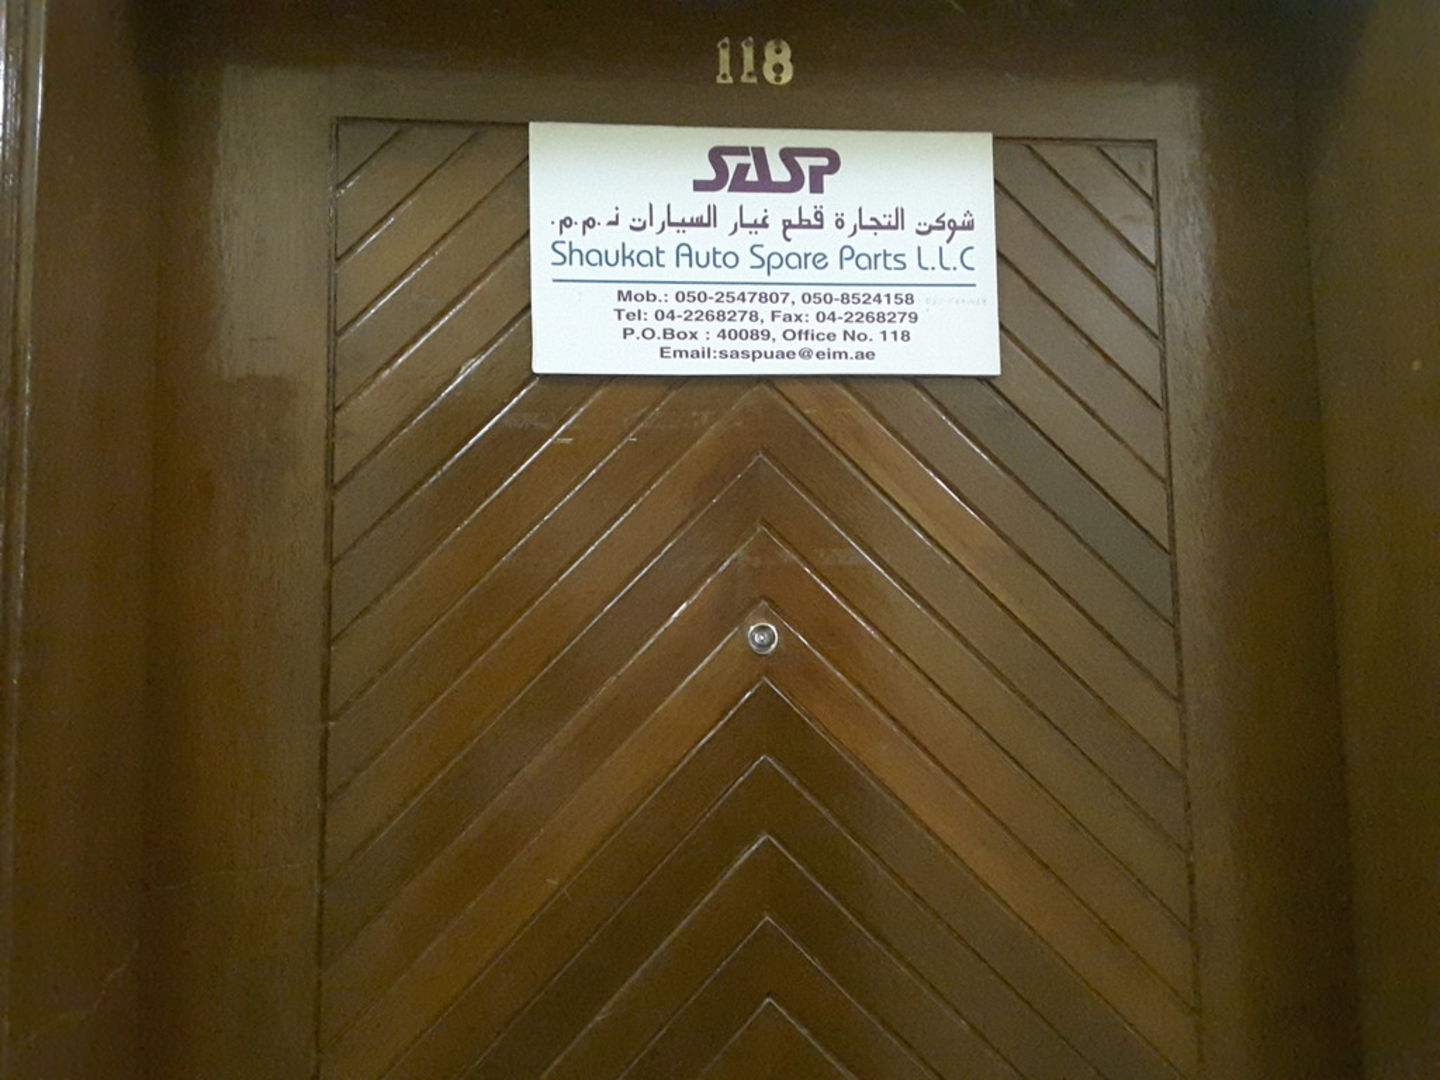 118
SASP
شوكت التجارة قطع غيار السيارات ذ.م.م.
Shaukat Auto Spare Parts L.L.C
Mob.: 050-2547807, 050-8524158
Tel: 04-2268278, Fax: 04-2268279
P.O.Box : 40089, Office No. 118
Email:saspuae@eim.ae